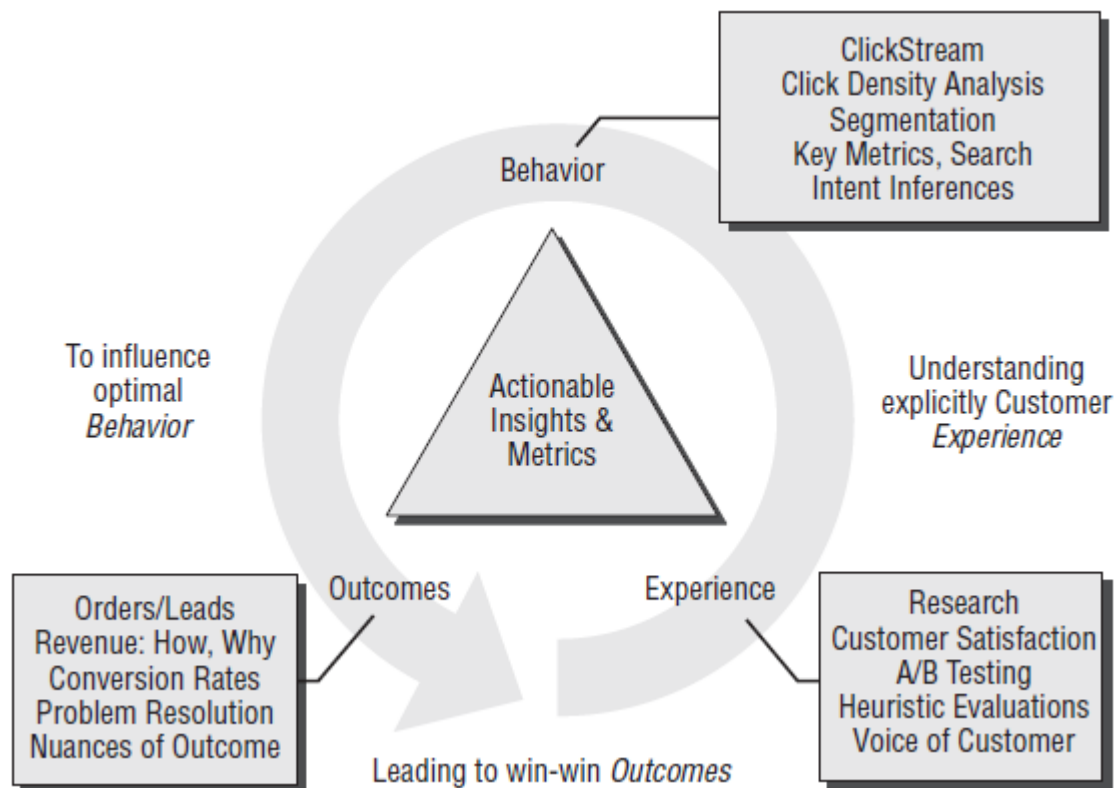 ClickStream
Click Density Analysis
Segmentation
Key Metrics, Search
Intent Inferences
Behavior
To influence
optimal
Behavior
Actionable
Insights &
Metrics
Understanding
explicitly Customer
Experience
Outcomes
Experience
Orders/Leads
Revenue: How, Why
Conversion Rates
Problem Resolution
Nuances of Outcome
Research
Customer Satisfaction
A/B Testing
Heuristic Evaluations
Voice of Customer
Leading to win-win Outcomes